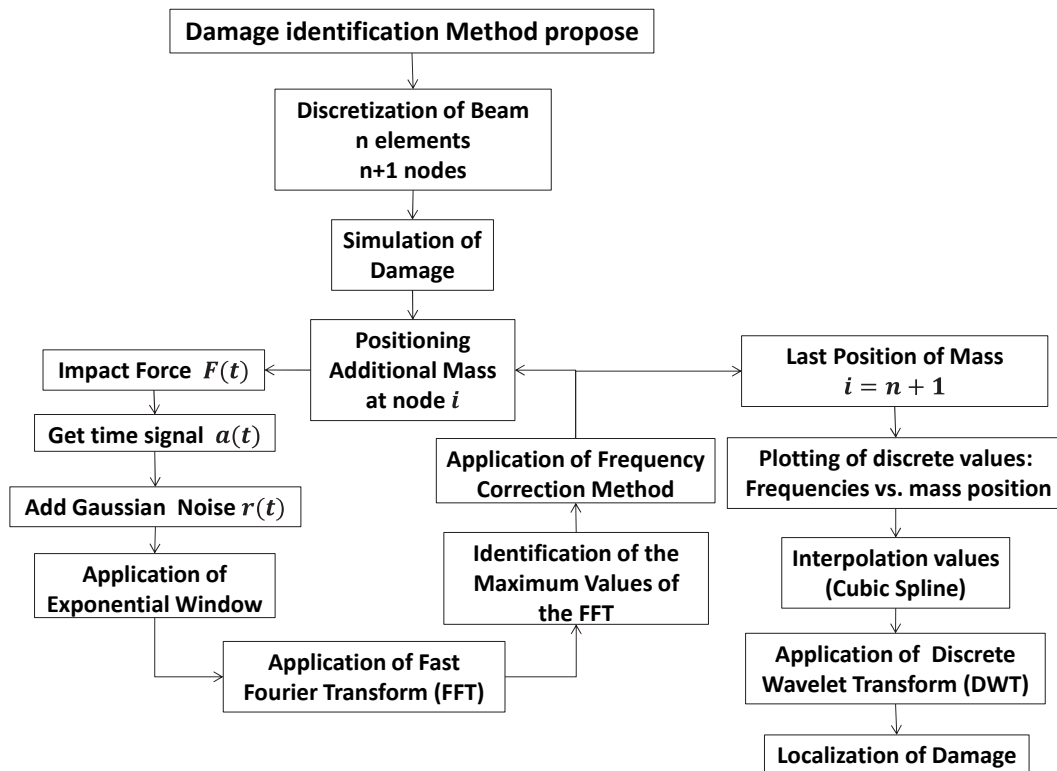 Damage identification Method propose
Discretization of Beam
n elements
n+1 nodes
Simulation of
Damage
Positioning
Additional Mass
at node i
Impact Force F(t)
Get time signal a(t)
Add Gaussian Noise r(t)
Application of
Exponential Window
Application of Fast
Fourier Transform (FFT)
Identification of the
Maximum Values of
the FFT
Application of Frequency
Correction Method
Last Position of Mass
i = n + 1
Plotting of discrete values:
Frequencies vs. mass position
Interpolation values
(Cubic Spline)
Application of Discrete
Wavelet Transform (DWT)
Localization of Damage